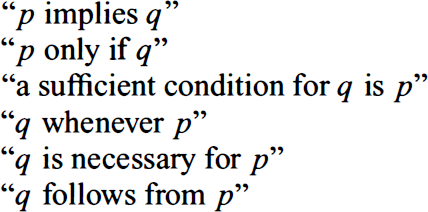 “p implies q”
“p only if q”
“a sufficient condition for q is p”
“q whenever p”
“q is necessary for p”
“q follows from p”